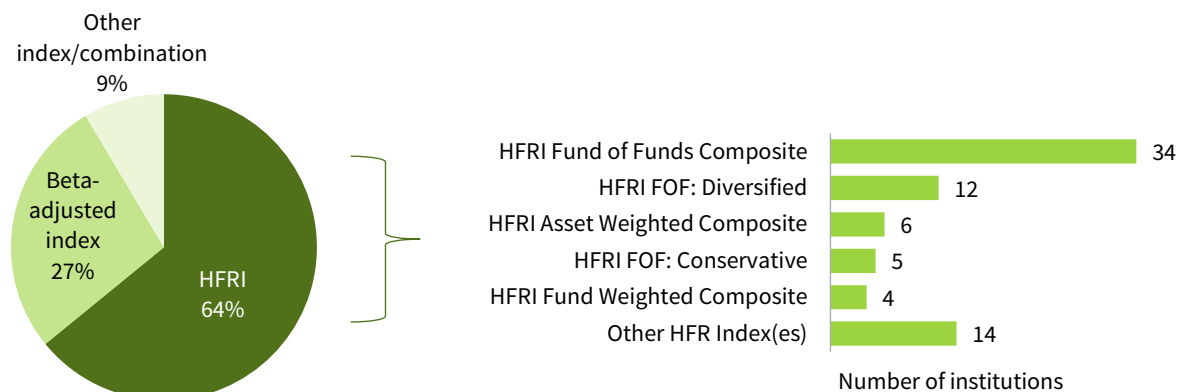 Other
index/combination
9%
Beta-
adjusted
index
27%
HFRI
64%
HFRI Fund of Funds Composite 34
HFRI FOF: Diversified 12
HFRI Asset Weighted Composite 6
HFRI FOF: Conservative 5
HFRI Fund Weighted Composite 4
Other HFR Index(es) 14
Number of institutions